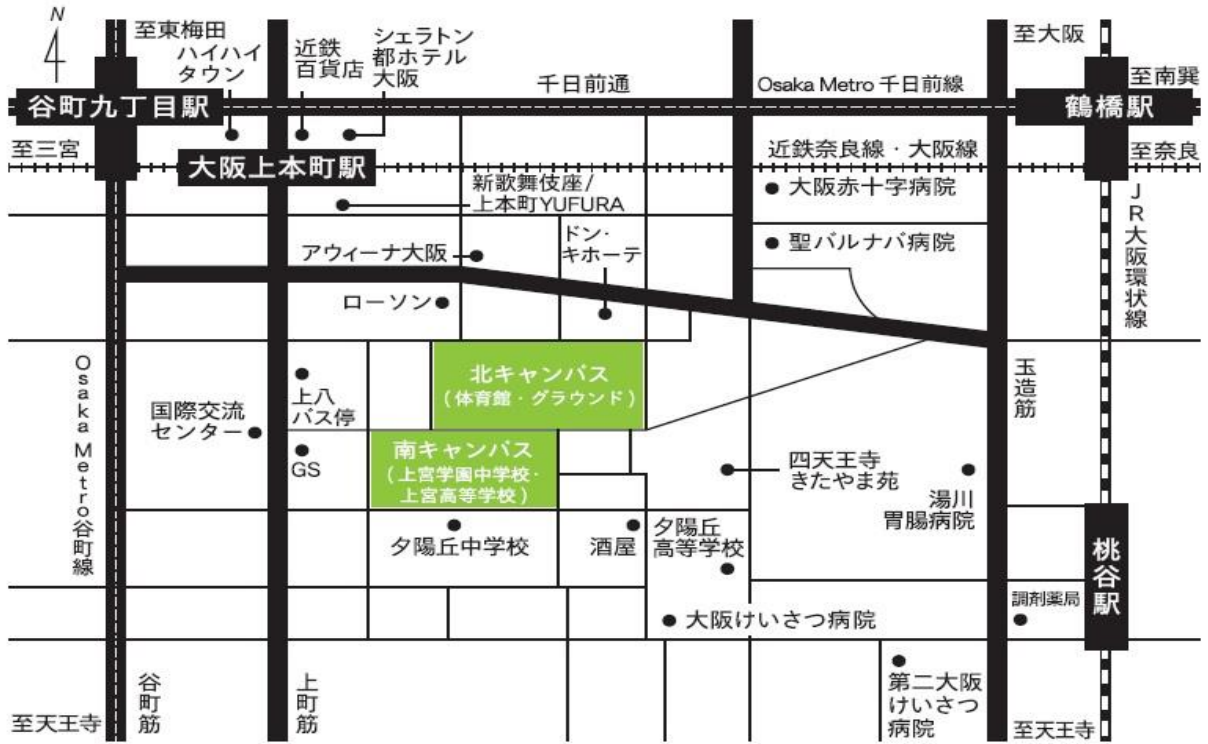 N
至東梅田
ハイハイ
タウン
近鉄
百貨店
シェラトン
都ホテル
大阪
千日前通
Osaka Metro 千日前線
至大阪
至南巽
谷町九丁目駅
鶴橋駅
至三宮
大阪上本町駅
近鉄奈良線・大阪線
至奈良
新歌舞伎座/
上本町YUFURA
大阪赤十字病院
JR大阪環状線
アウィーナ大阪
ドン・
キホーテ
聖バルナバ病院
ローソン
Osaka Metro谷町線
国際交流
センター
上八
バス停
北キャンパス
(体育館・グラウンド)
玉造筋
GS
南キャンパス
(上宮学園中学校・
上宮高等学校)
四天王寺
きたやま苑
湯川
胃腸病院
夕陽丘中学校
酒屋
夕陽丘
高等学校
桃谷駅
調剤薬局
大阪けいさつ病院
谷町筋
上町筋
第二大阪
けいさつ
病院
至天王寺
至天王寺